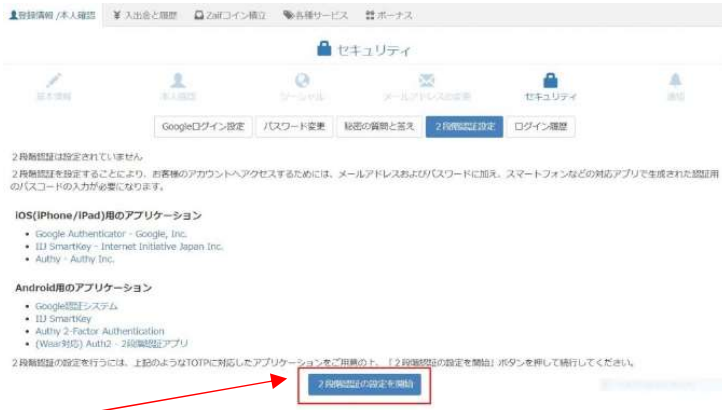 登録情報 /本人確認 ¥ 入出金と履歴 Zaifコイン積立 各種サービス ボーナス
セキュリティ
基本情報 本人確認 ソーシャル メールアドレスの変更 セキュリティ 通知
Googleログイン設定 パスワード変更 秘密の質問と答え 2段階認証設定 ログイン履歴
2段階認証は設定されていません
2段階認証を設定することにより、お客様のアカウントへアクセスするためには、メールアドレスおよびパスワードに加え、スマートフォンなどの対応アプリで生成された認証用
のパスコードの入力が必要になります。
iOS(iPhone/iPad)用のアプリケーション
• Google Authenticator - Google, Inc.
• IIJ SmartKey - Internet Initiative Japan Inc.
• Authy - Authy Inc.
Android用のアプリケーション
• Google認証システム
• IIJ SmartKey
• Authy 2-Factor Authentication
• (Wear対応) Auth2 - 2段階認証アプリ
2段階認証の設定を行うには、上記のようなTOTPに対応したアプリケーションをご用意の上、「2段階認証の設定を開始」ボタンを押して続行してください。
2段階認証の設定を開始